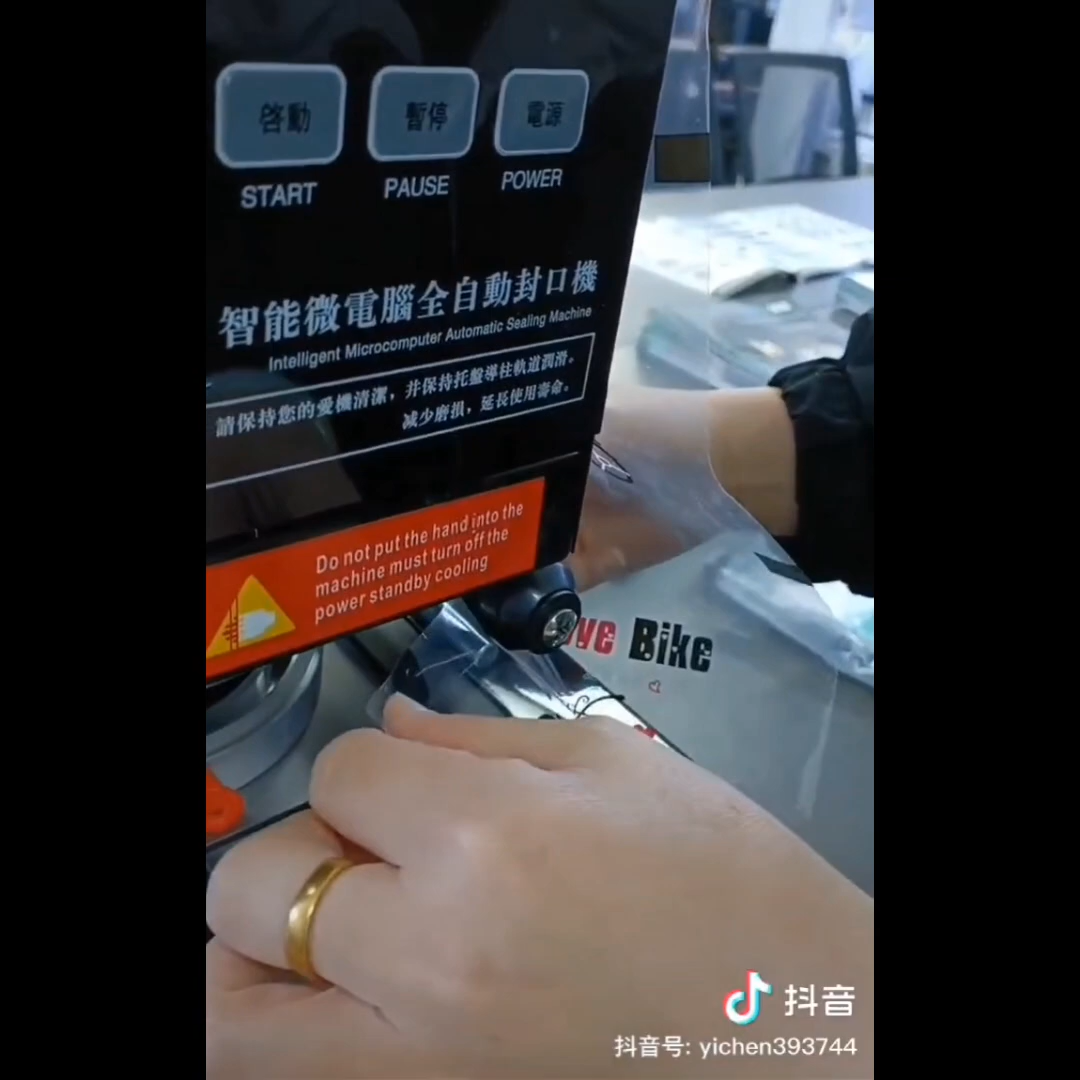 啓動 暫停 電源
START PAUSE POWER
智能微電腦全自動封口機
Intelligent Microcomputer Automatic Sealing Machine
請保持您的愛機清潔，并保持托盤導柱軌道潤滑。
減少磨損，延長使用壽命。
Do not put the hand into the
machine must turn off the
power standby cooling
Bike
抖音
抖音号: yichen393744